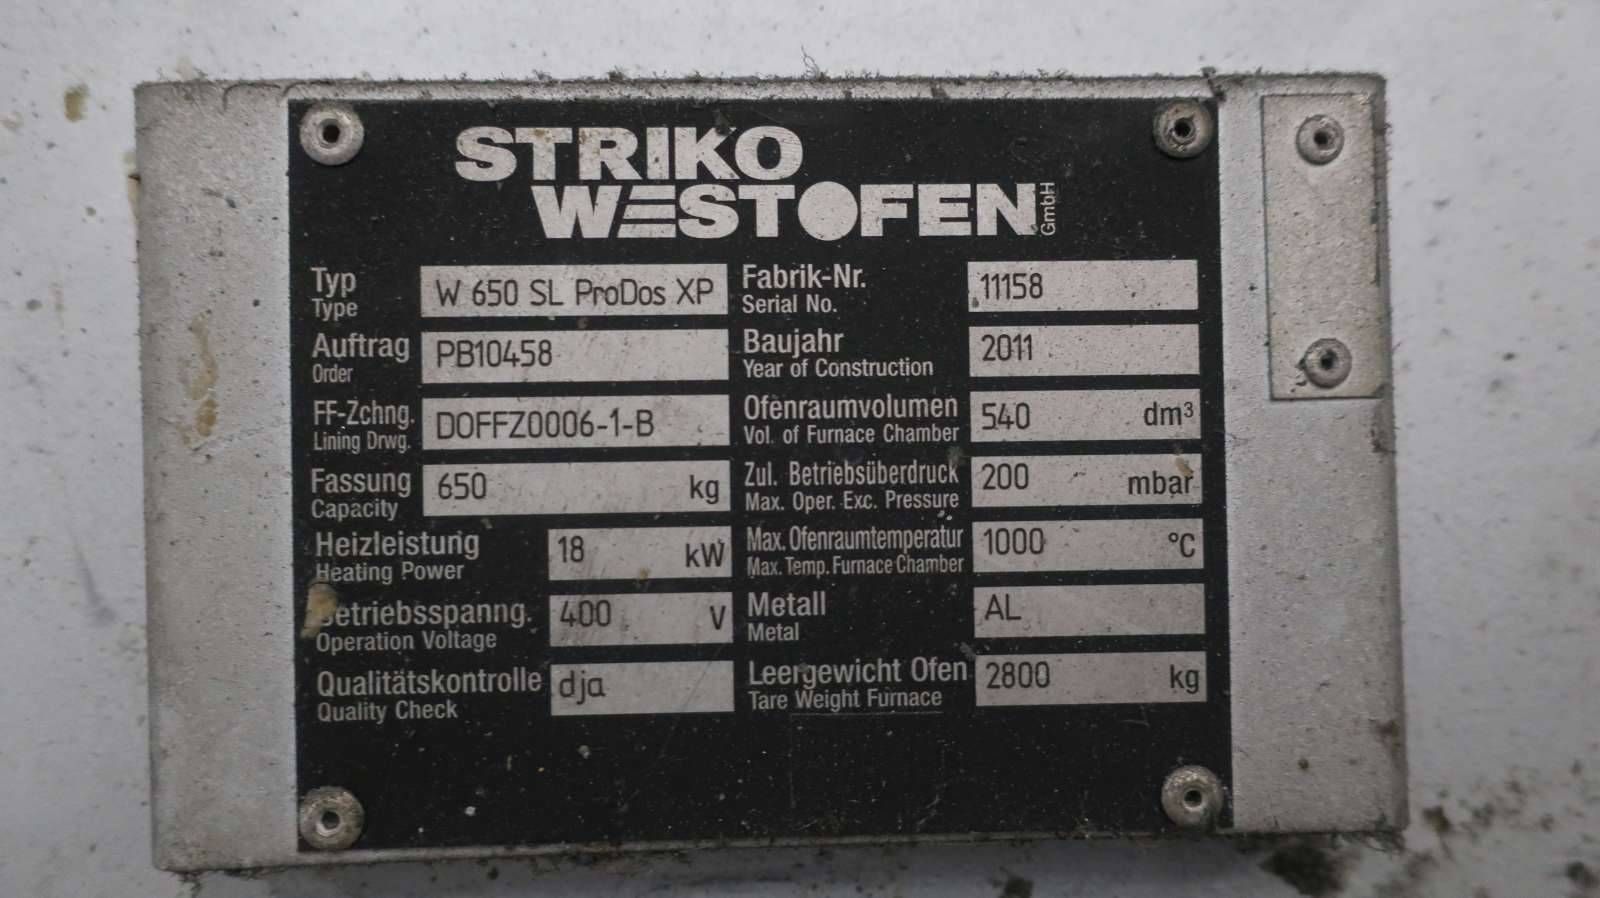 STRIKO
WESTOFEN GmbH
Typ W 650 SL ProDos XP Fabrik-Nr. 11158
Type Serial No.
Auftrag PB10458 Baujahr 2011
Order Year of Construction
FF-Zchng. DOFFZ0006-1-B Ofenraumvolumen 540 dm³
Lining Drwg. Vol. of Furnace Chamber
Fassung 650 kg Zul. Betriebsüberdruck 200 mbar
Capacity Max. Oper. Exc. Pressure
Heizleistung 18 kW Max. Ofenraumtemperatur 1000 °C
Heating Power Max. Temp. Furnace Chamber
Betriebsspanng. 400 V Metall AL
Operation Voltage Metal
Qualitätskontrolle dja Leergewicht Ofen 2800 kg
Quality Check Tare Weight Furnace